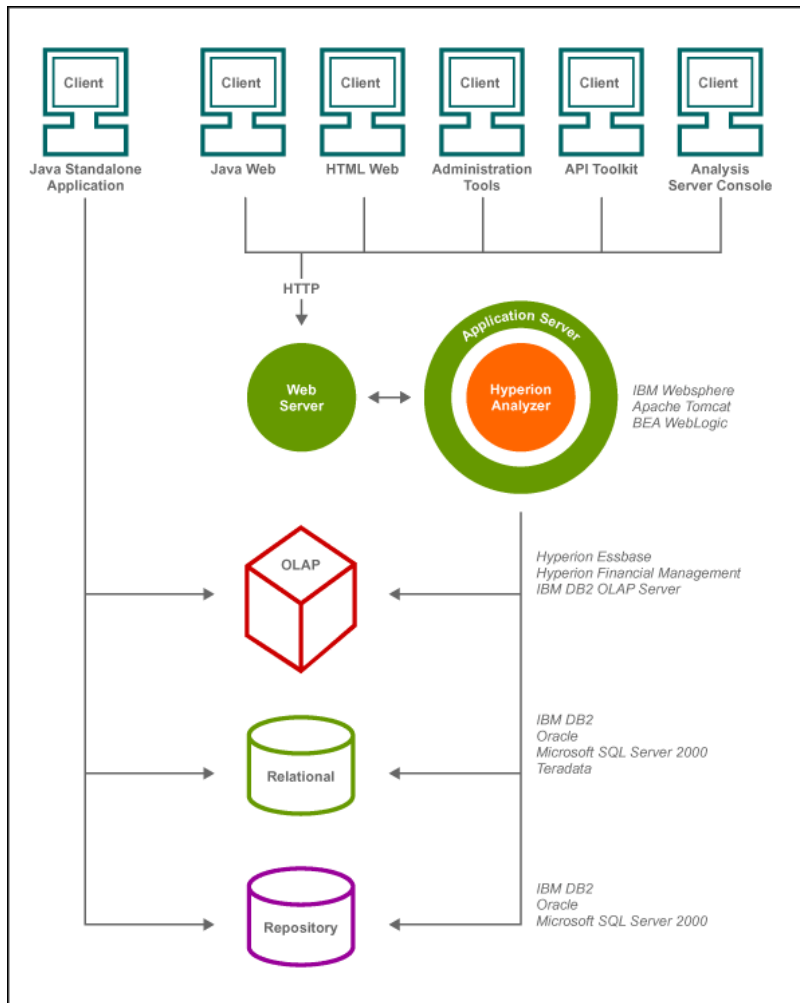 Client
Client
Client
Client
Client
Client
Java Standalone
Application
Java Web
HTML Web
Administration
Tools
API Toolkit
Analysis
Server Console
HTTP
Application Server
Web
Server
Hyperion
Analyzer
IBM Websphere
Apache Tomcat
BEA WebLogic
OLAP
Hyperion Essbase
Hyperion Financial Management
IBM DB2 OLAP Server
Relational
IBM DB2
Oracle
Microsoft SQL Server 2000
Teradata
Repository
IBM DB2
Oracle
Microsoft SQL Server 2000